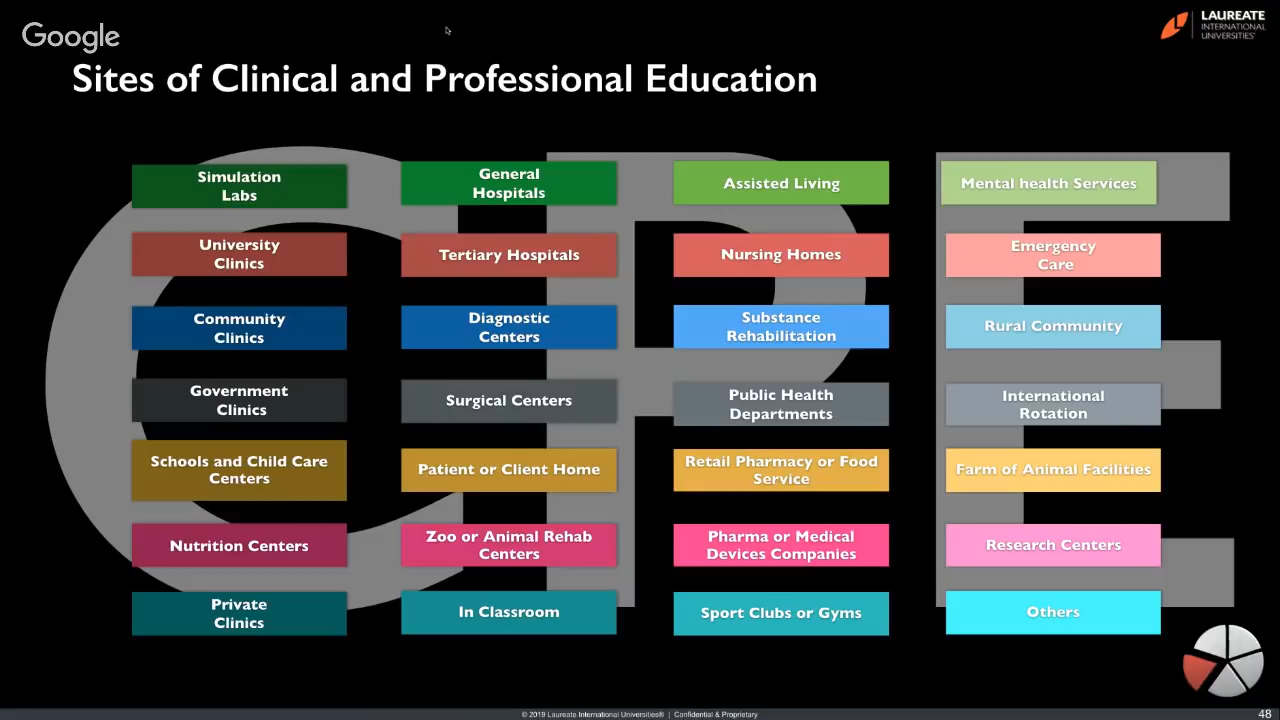 Google
LAUREATE
INTERNATIONAL
UNIVERSITIES®
Sites of Clinical and Professional Education
CPE
Simulation
Labs
General
Hospitals
Assisted Living
Mental health Services
University
Clinics
Tertiary Hospitals
Nursing Homes
Emergency
Care
Community
Clinics
Diagnostic
Centers
Substance
Rehabilitation
Rural Community
Government
Clinics
Surgical Centers
Public Health
Departments
International
Rotation
Schools and Child Care
Centers
Patient or Client Home
Retail Pharmacy or Food
Service
Farm of Animal Facilities
Nutrition Centers
Zoo or Animal Rehab
Centers
Pharma or Medical
Devices Companies
Research Centers
Private
Clinics
In Classroom
Sport Clubs or Gyms
Others
© 2019 Laureate International Universities® | Confidential & Proprietary
48